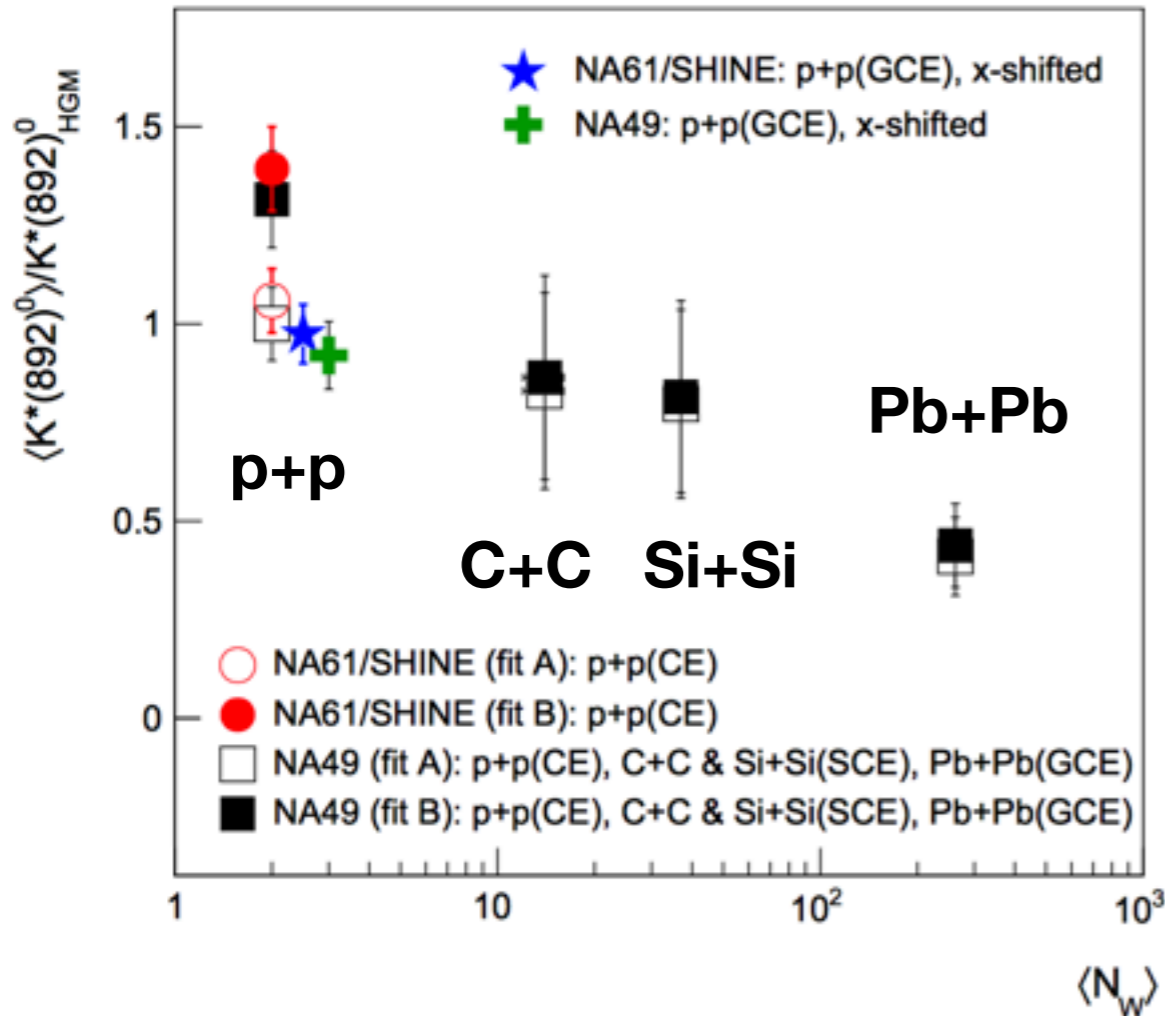 ⟨K*(892)⁰⟩/K*(892)⁰HGM
NA61/SHINE: p+p(GCE), x-shifted
NA49: p+p(GCE), x-shifted
1.5
1
0.5
0
p+p
C+C
Si+Si
Pb+Pb
NA61/SHINE (fit A): p+p(CE)
NA61/SHINE (fit B): p+p(CE)
NA49 (fit A): p+p(CE), C+C & Si+Si(SCE), Pb+Pb(GCE)
NA49 (fit B): p+p(CE), C+C & Si+Si(SCE), Pb+Pb(GCE)
1 10 10² 10³
⟨N_W⟩